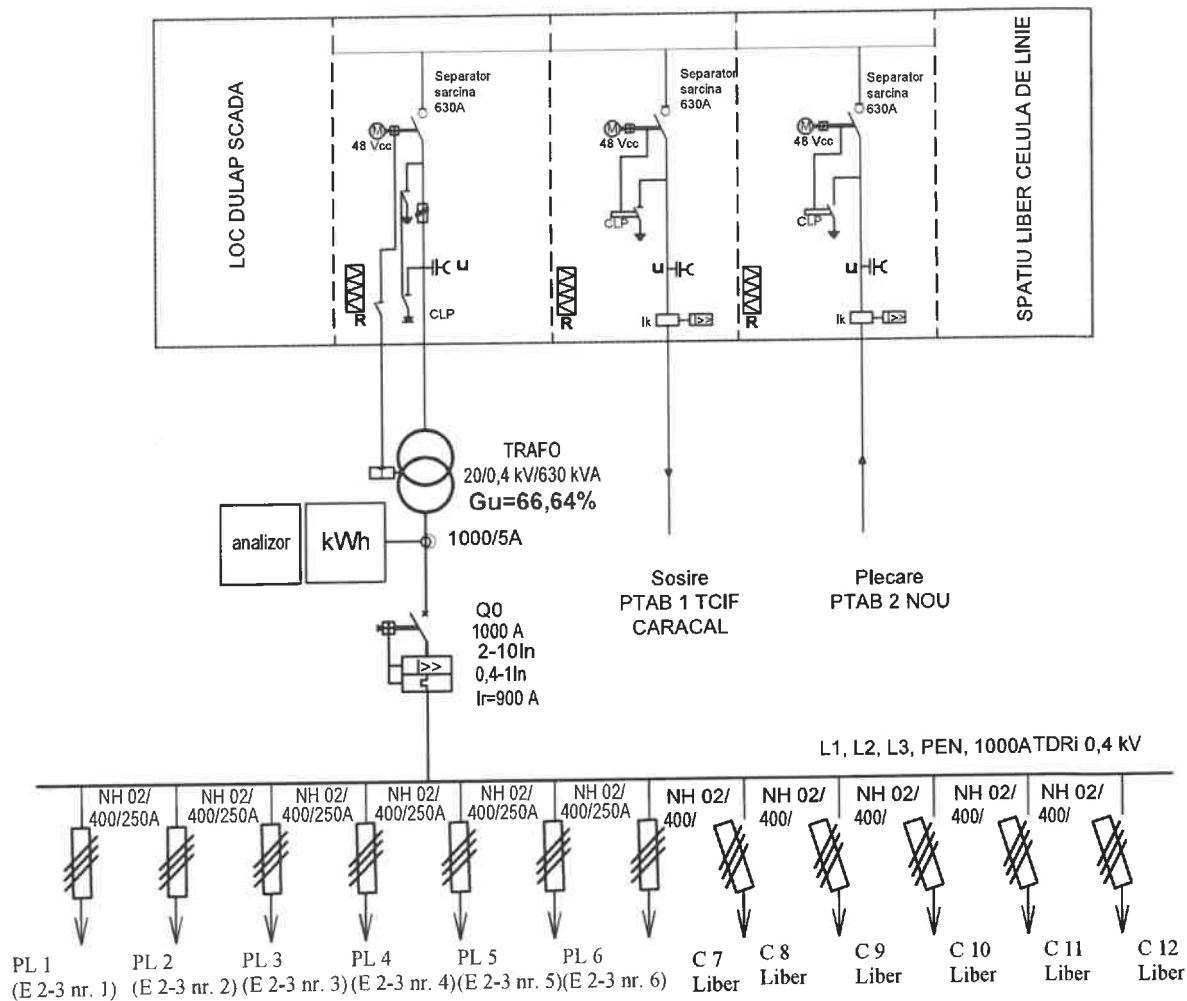 LOC DULAP SCADA
Separator
sarcina
630A
M
48 Vcc
u
CLP
R
Separator
sarcina
630A
M
48 Vcc
CLP
u
R
Ik
I>>
Separator
sarcina
630A
M
48 Vcc
CLP
u
R
Ik
I>>
SPATIU LIBER CELULA DE LINIE
TRAFO
20/0,4 kV/630 kVA
Gu=66,64%
analizor
kWh
1000/5A
Sosire
PTAB 1 TCIF
CARACAL
Plecare
PTAB 2 NOU
Q0
1000 A
2-10In
0,4-1In
Ir=900 A
I>>
L1, L2, L3, PEN, 1000A TDRi 0,4 kV
NH 02/
400/250A
NH 02/
400/250A
NH 02/
400/250A
NH 02/
400/250A
NH 02/
400/250A
NH 02/
400/250A
NH 02/
400/
NH 02/
400/
NH 02/
400/
NH 02/
400/
NH 02/
400/
PL 1
(E 2-3 nr. 1)
PL 2
(E 2-3 nr. 2)
PL 3
(E 2-3 nr. 3)
PL 4
(E 2-3 nr. 4)
PL 5
(E 2-3 nr. 5)
PL 6
(E 2-3 nr. 6)
C 7
Liber
C 8
Liber
C 9
Liber
C 10
Liber
C 11
Liber
C 12
Liber